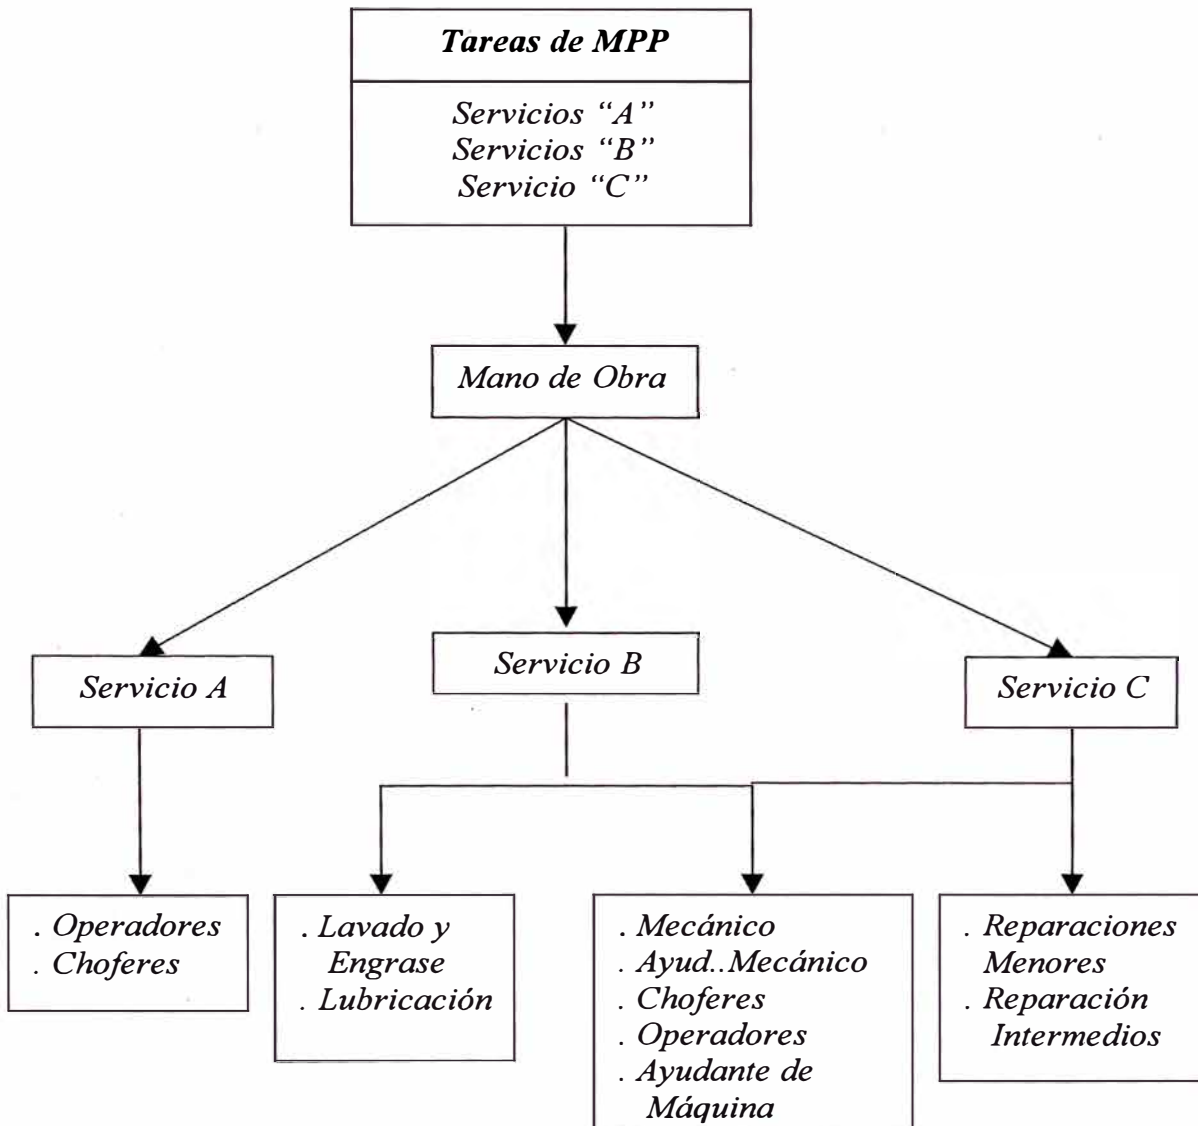 Tareas de MPP
Servicios “A”
Servicios “B”
Servicio “C”
Mano de Obra
Servicio A
Servicio B
Servicio C
. Operadores
. Choferes
. Lavado y
Engrase
. Lubricación
. Mecánico
. Ayud..Mecánico
. Choferes
. Operadores
. Ayudante de
Máquina
. Reparaciones
Menores
. Reparación
Intermedios